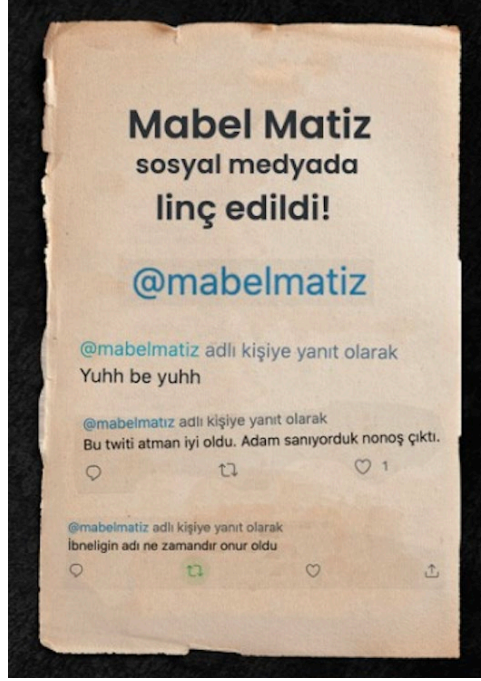 Mabel Matiz
sosyal medyada
linç edildi!
@mabelmatiz
@mabelmatiz adlı kişiye yanıt olarak
Yuhh be yuhh
@mabelmatız adlı kişiye yanıt olarak
Bu twiti atman iyi oldu. Adam sanıyorduk nonoş çıktı.
1
@mabelmatiz adlı kişiye yanıt olarak
İbneligin adı ne zamandır onur oldu